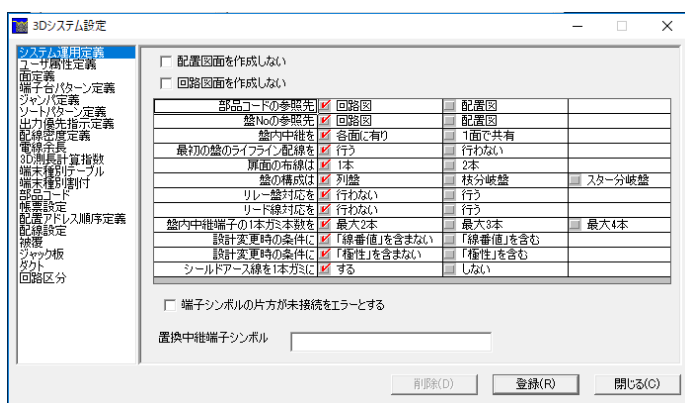 3Dシステム設定
システム運用定義
ユーザ属性定義
面定義
端子台パターン定義
ジャンパ定義
ソートパターン定義
出力優先指示定義
配線密度定義
電線余長
3D測長計算指数
端末種別テーブル
端末種別割付
部品コード
帳票設定
配置アドレス順序定義
配線設定
被覆
ジャック板
ダクト
回路区分
配置図面を作成しない
回路図面を作成しない
部品コードの参照先 回路図 配置図
盤Noの参照先 回路図 配置図
盤内中継を 各面に有り 1面で共有
最初の盤のライフライン配線を 行う 行わない
扉面の布線は 1本 2本
盤の構成は 列盤 枝分岐盤 スター分岐盤
リレー盤対応を 行わない 行う
リード線対応を 行わない 行う
盤内中継端子の1本ガミ本数を 最大2本 最大3本 最大4本
設計変更時の条件に 「線番値」を含まない 「線番値」を含む
設計変更時の条件に 「極性」を含まない 「極性」を含む
シールドアース線を1本ガミに する しない
端子シンボルの片方が未接続をエラーとする
置換中継端子シンボル
削除(D) 登録(R) 閉じる(C)